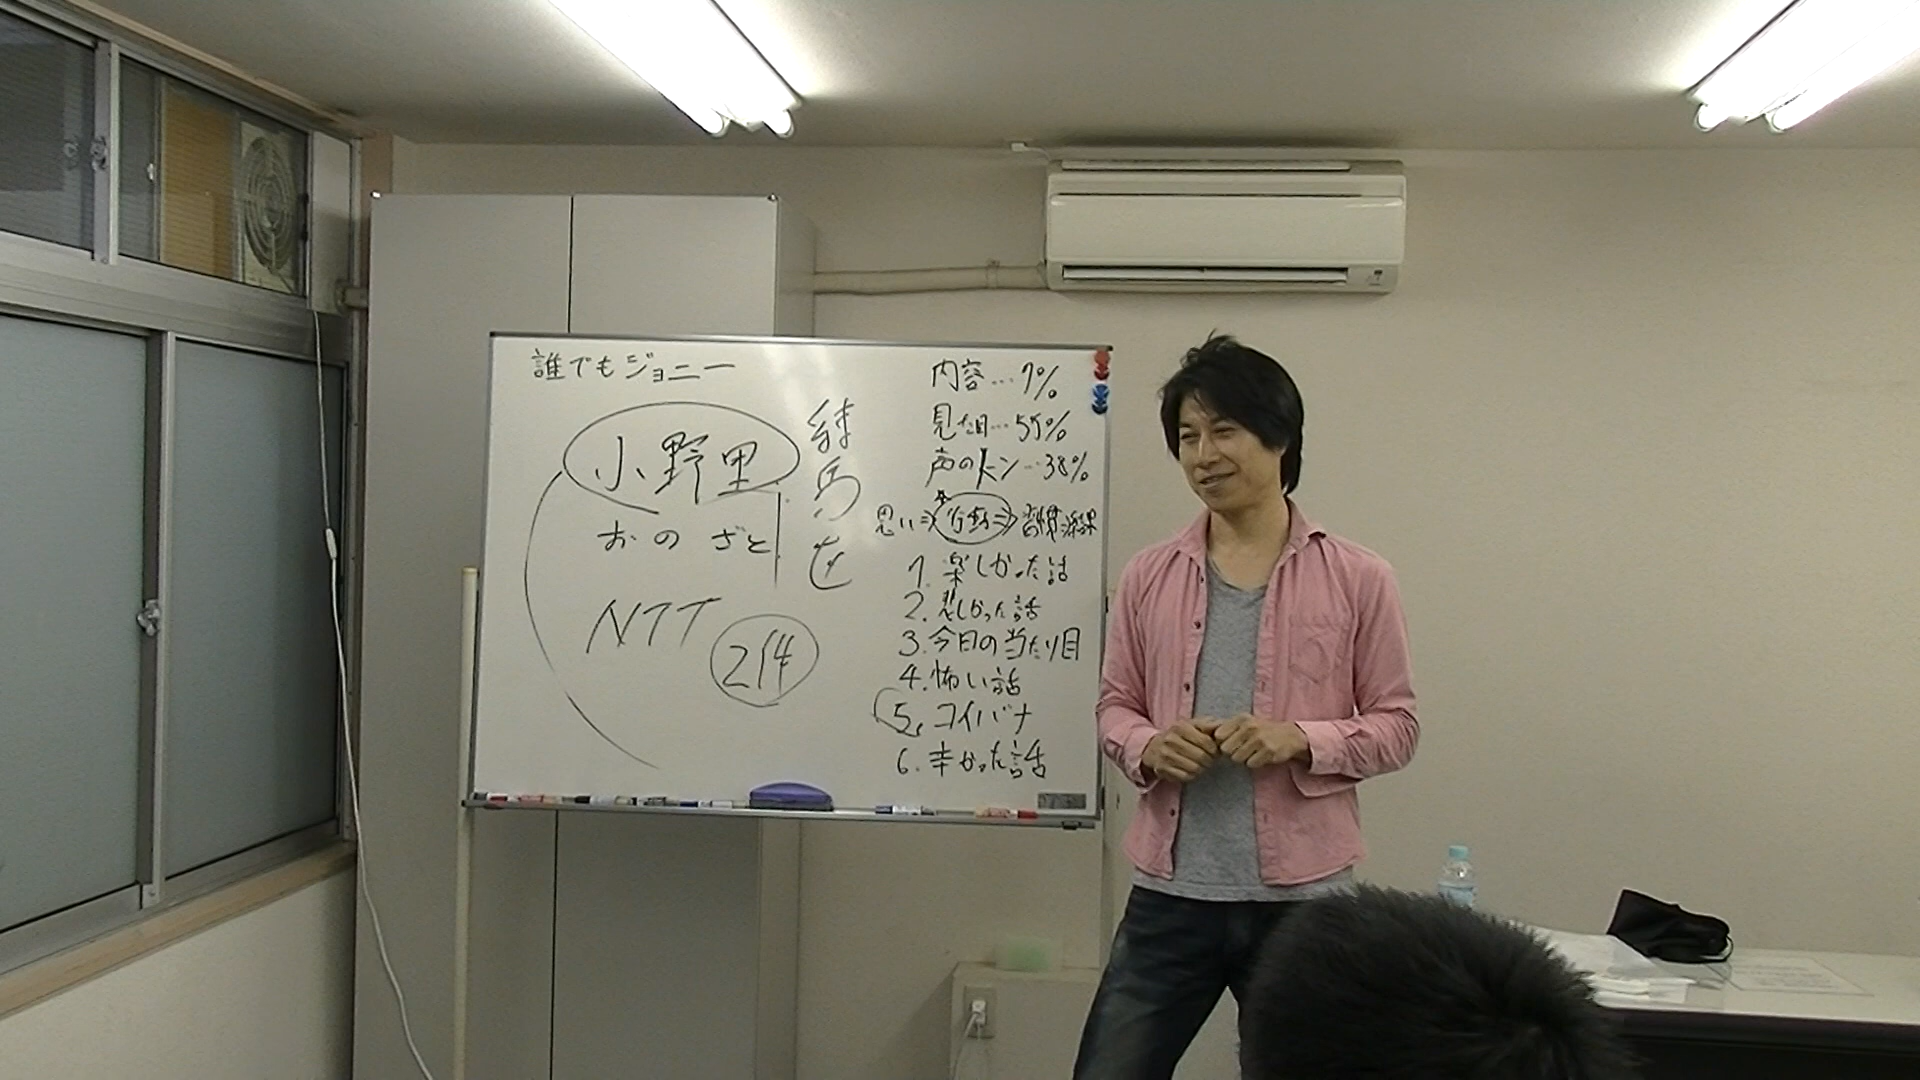 誰でもジョニー
小野里
おのざと
NTT
214
練馬を
内容…7%
見た目…55%
声のトーン…38%
思い⇒行動⇒習慣⇒結果
1. 楽しかった話
2. 悲しかった話
3. 今日の当たり目
4. 怖い話
5. コイバナ
6. 辛かった話